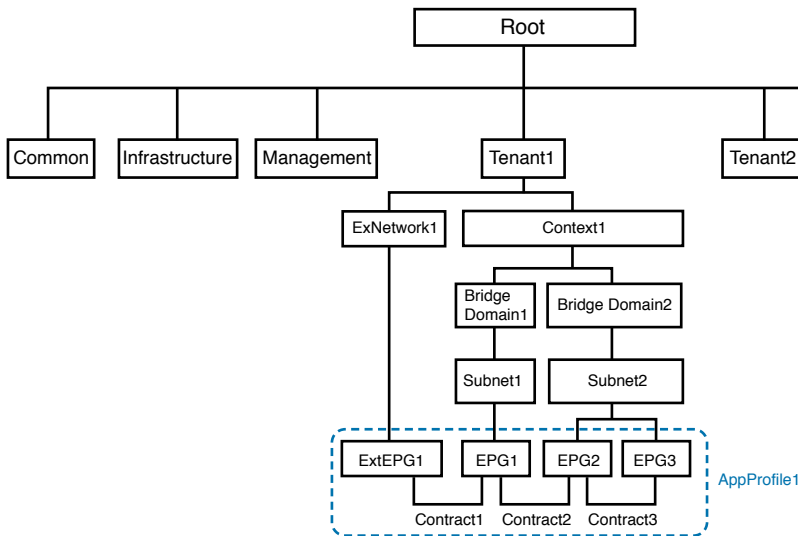 Root
Common
Infrastructure
Management
Tenant1
Tenant2
ExNetwork1
Context1
Bridge
Domain1
Bridge Domain2
Subnet1
Subnet2
ExtEPG1
EPG1
EPG2
EPG3
AppProfile1
Contract1
Contract2
Contract3